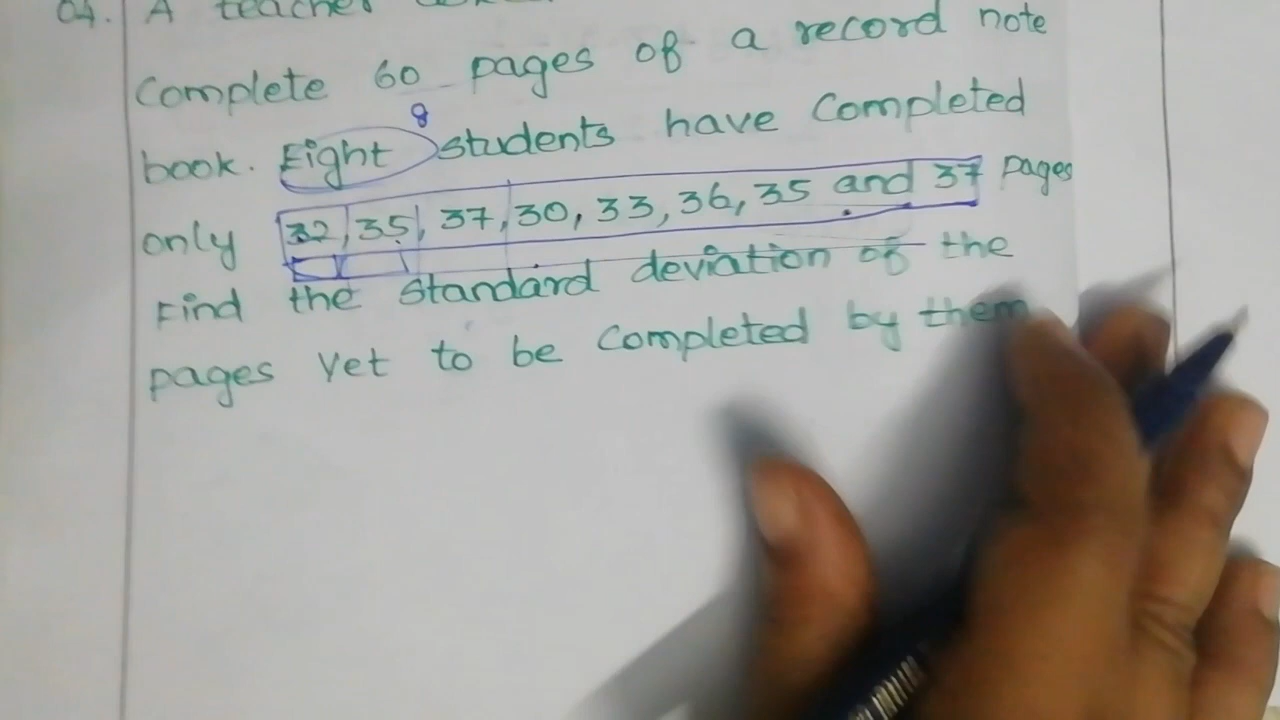 04. A teacher
Complete 60 pages of a record note
8
book. Eight students have Completed
only 32, 35, 37, 30, 33, 36, 35 and 37 Pages
Find the Standard deviation of the
pages Yet to be Completed by them